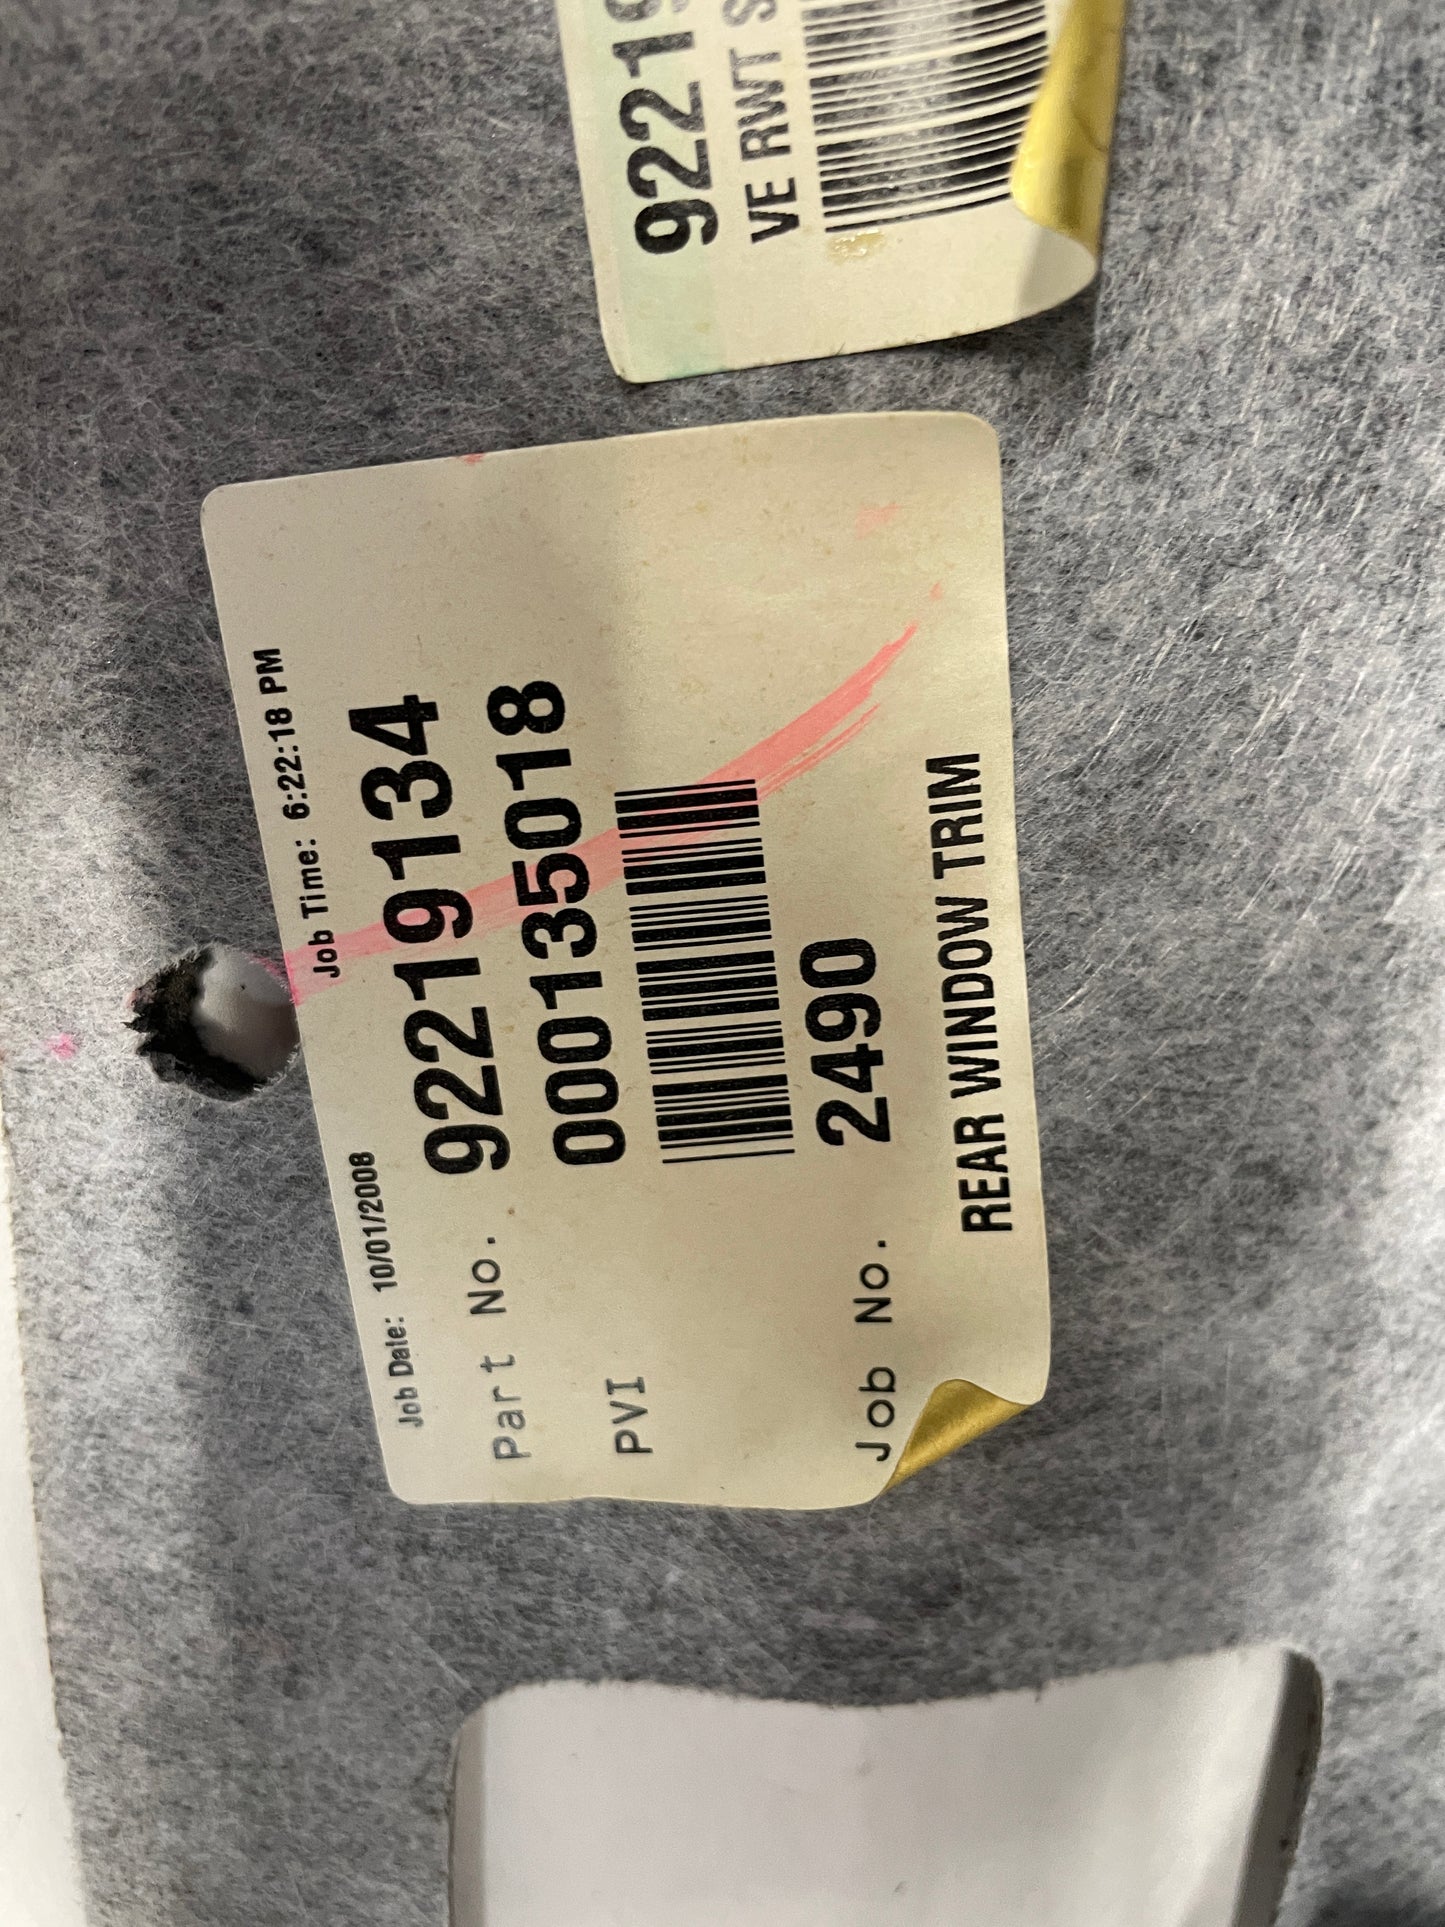 Job Date: 10/01/2008 Job Time: 6:22:18 PM
Part No. 92219134
PVI 000135018
Job No. 2490
REAR WINDOW TRIM
92219
VE RWT